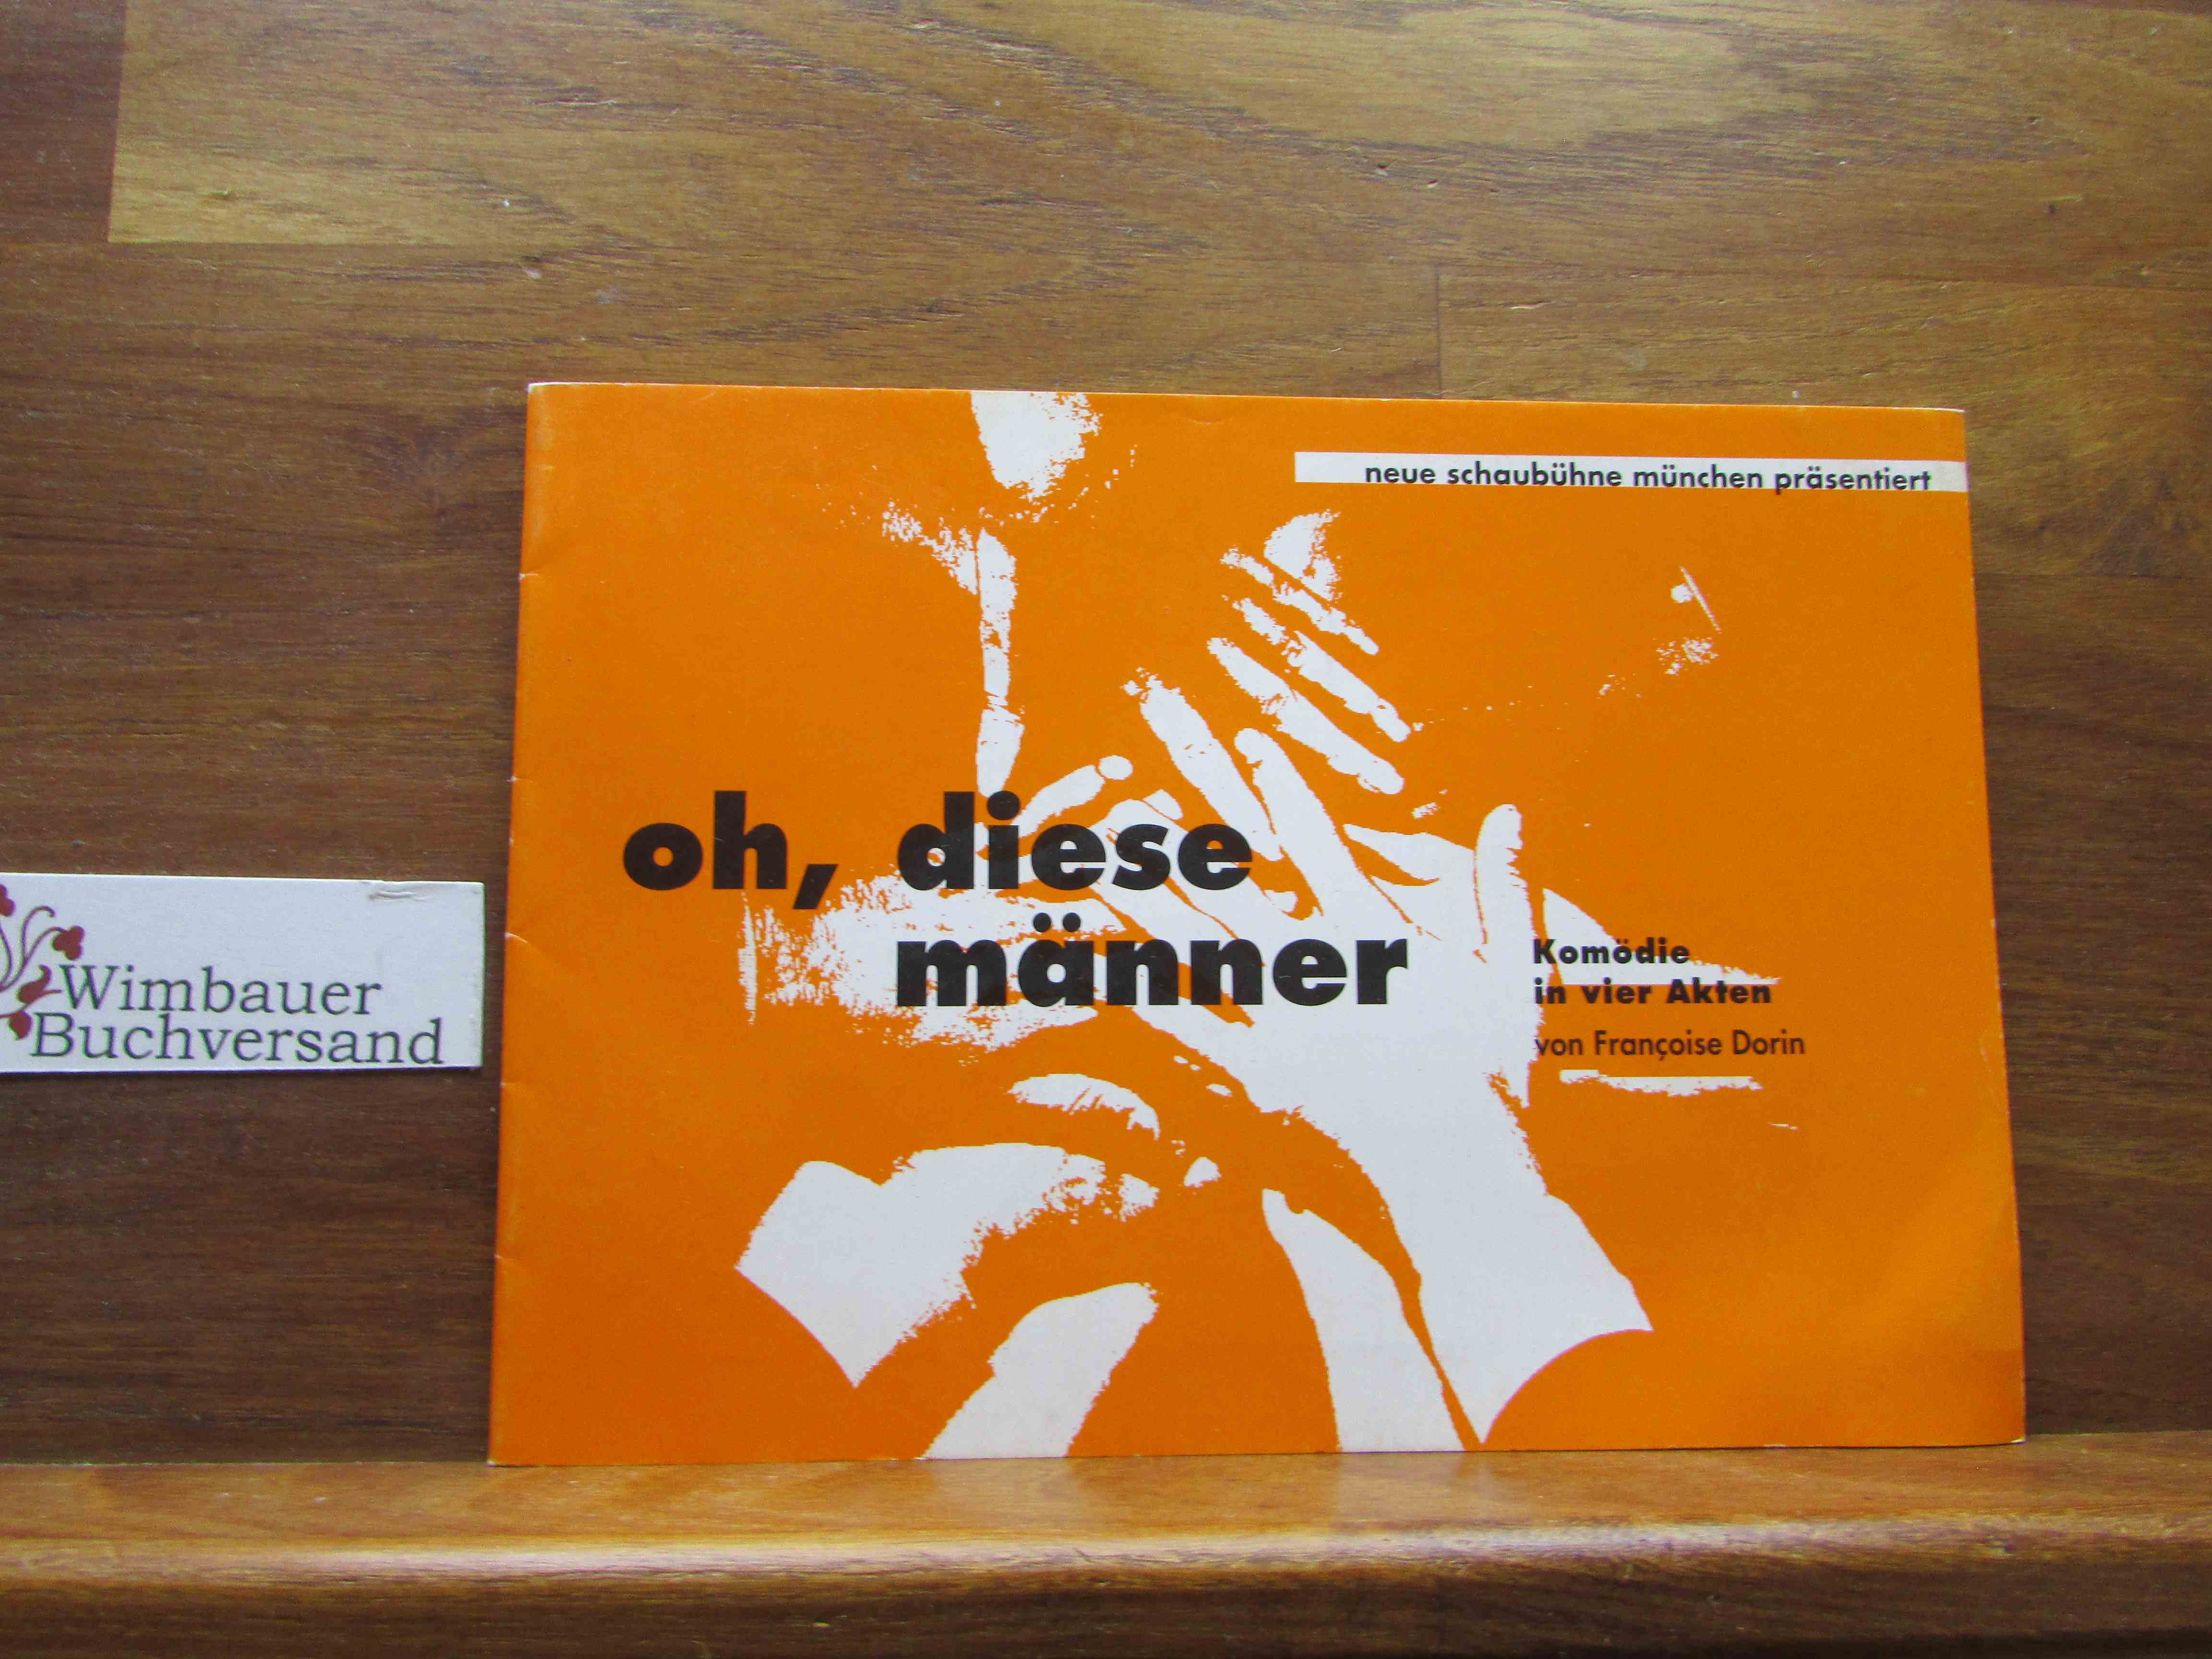 neue schaubühne münchen präsentiert
oh, diese
männer
Komödie
in vier Akten
von Françoise Dorin
Wimbauer
Buchversand